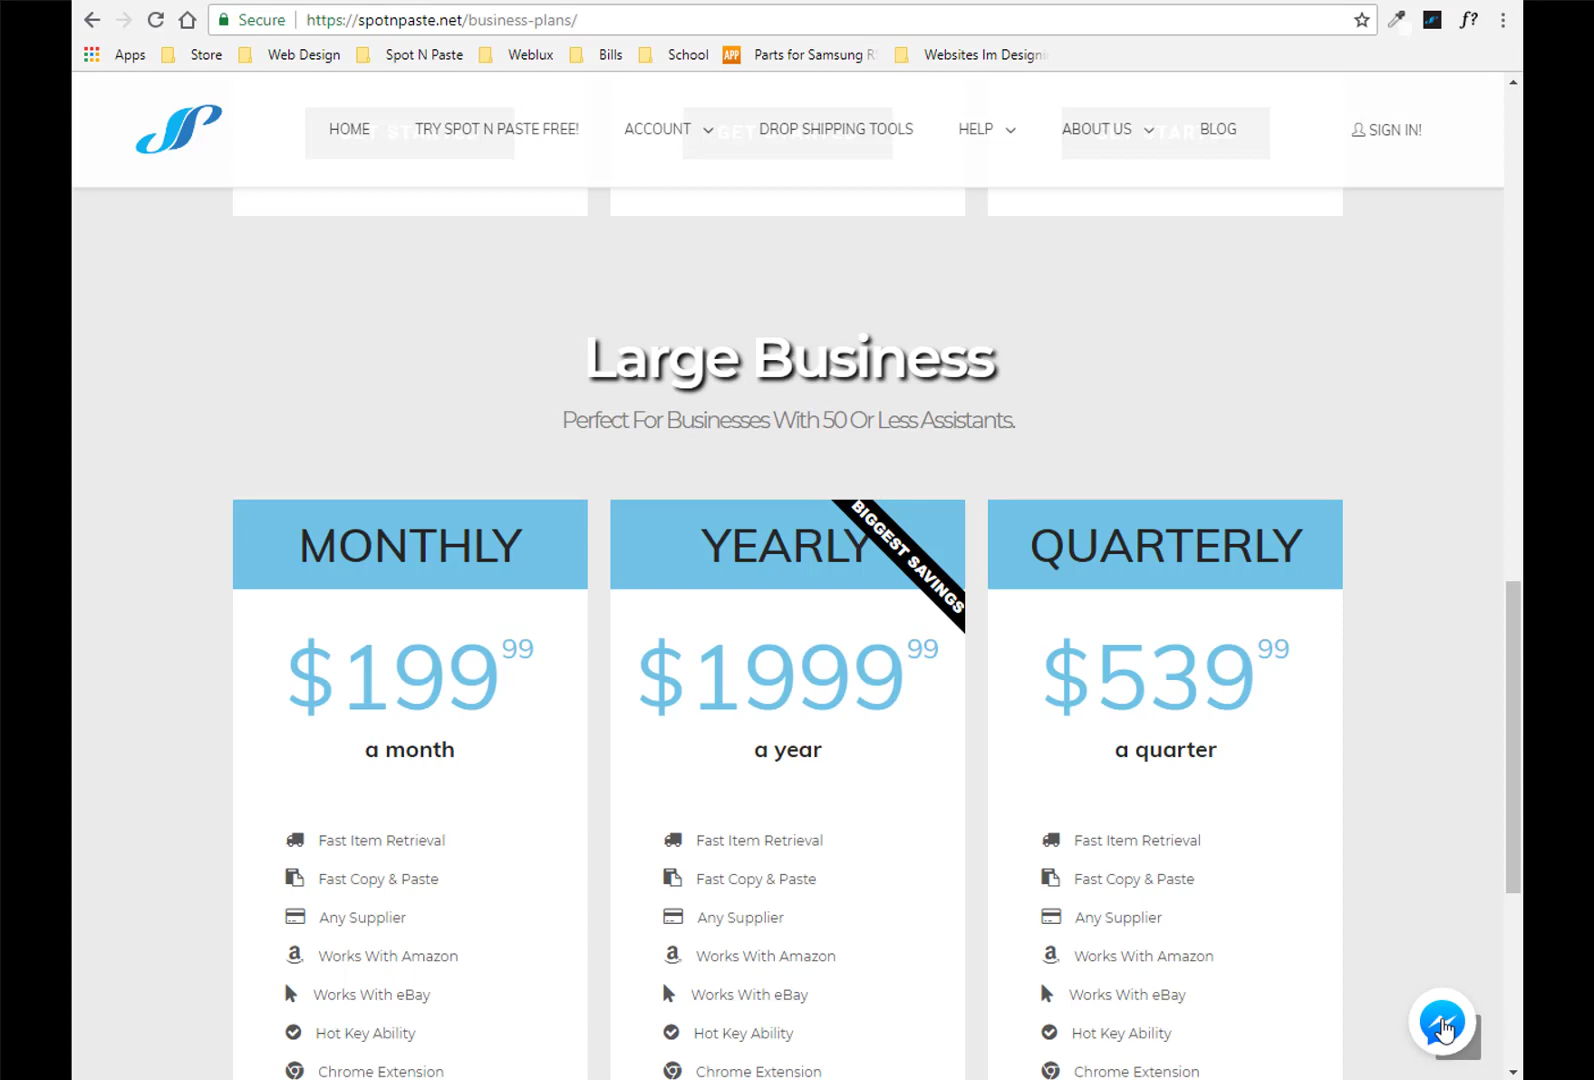 Secure https://spotnpaste.net/business-plans/ f?
Apps Store Web Design Spot N Paste Weblux Bills School APP Parts for Samsung Websites Im Design
HOME TRY SPOT N PASTE FREE! ACCOUNT DROP SHIPPING TOOLS HELP ABOUT US BLOG SIGN IN!
Large Business
Perfect For Businesses With 50 Or Less Assistants.
MONTHLY
$199 99
a month
Fast Item Retrieval
Fast Copy & Paste
Any Supplier
Works With Amazon
Works With eBay
Hot Key Ability
Chrome Extension
YEARLY
BIGGEST SAVINGS
$1999 99
a year
Fast Item Retrieval
Fast Copy & Paste
Any Supplier
Works With Amazon
Works With eBay
Hot Key Ability
Chrome Extension
QUARTERLY
$539 99
a quarter
Fast Item Retrieval
Fast Copy & Paste
Any Supplier
Works With Amazon
Works With eBay
Hot Key Ability
Chrome Extension